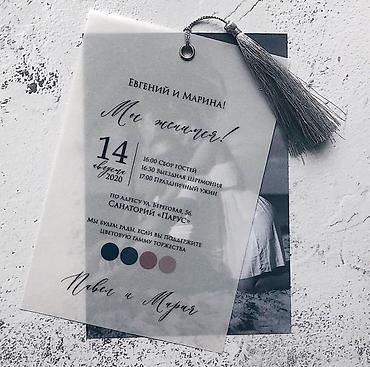 Евгений и Марина!
Мы женимся!
14
августа
2020
16:00 Сбор гостей
16:30 Выездная церемония
17:00 Праздничный ужин
по адресу ул. Береговая, 36,
Санаторий «Парус»
Мы будем рады, если вы поддержите
цветовую гамму торжества
Павел и Мария